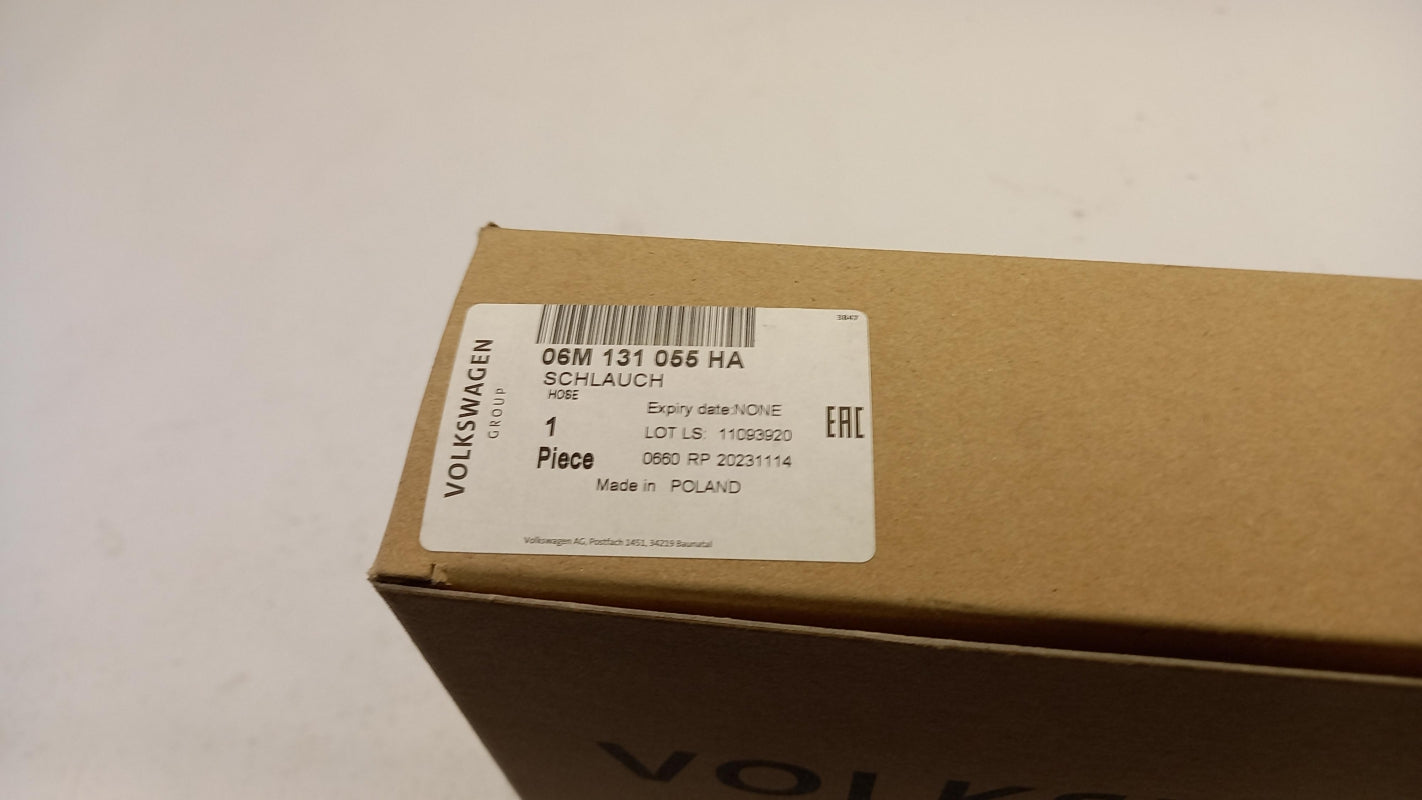 3847
06M 131 055 HA
SCHLAUCH
HOSE
1
Piece
Expiry date:NONE
LOT LS: 11093920
0660 RP 20231114
Made in POLAND
EAC
VOLKSWAGEN
GROUP
Volkswagen AG, Postfach 1451, 34219 Baunatal
VOLKS